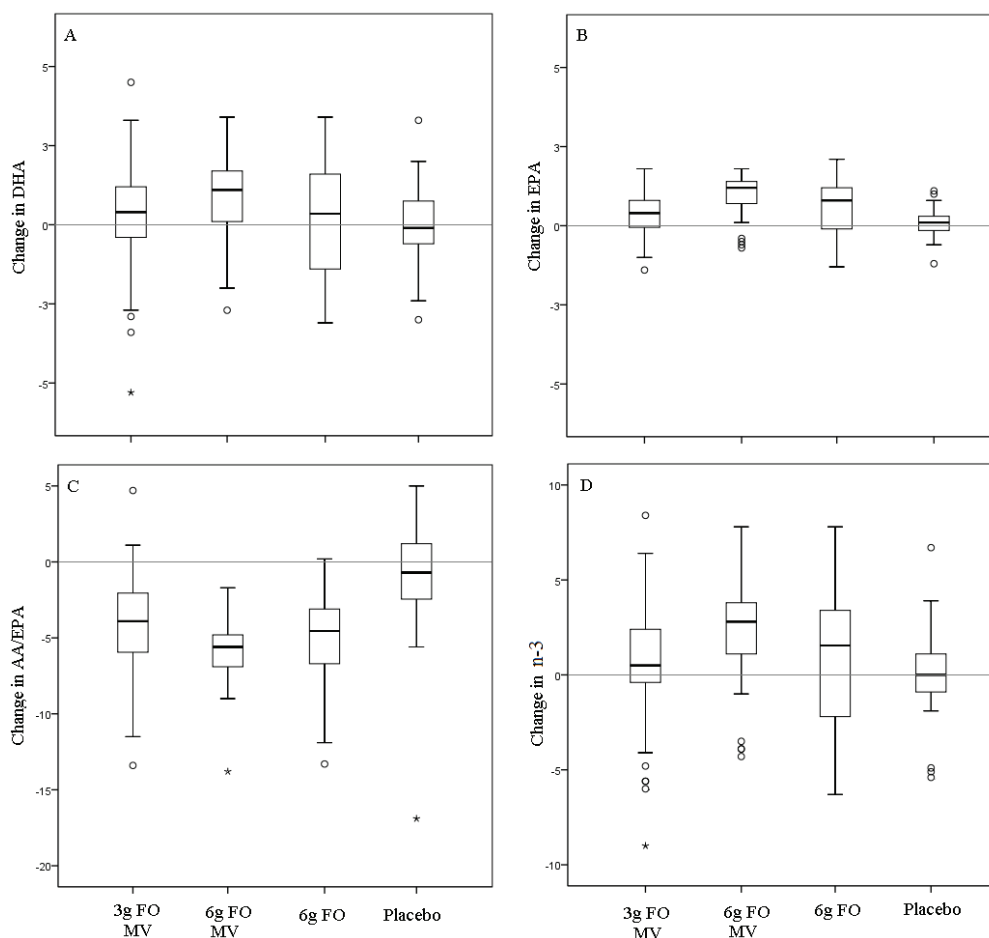 A
5
3
0
-3
-5
Change in DHA
B
5
3
0
-3
-5
Change in EPA
C
5
0
-5
-10
-15
-20
Change in AA/EPA
3g FO
MV
6g FO
MV
6g FO
Placebo
D
10
5
0
-5
-10
Change in n-3
3g FO
MV
6g FO
MV
6g FO
Placebo